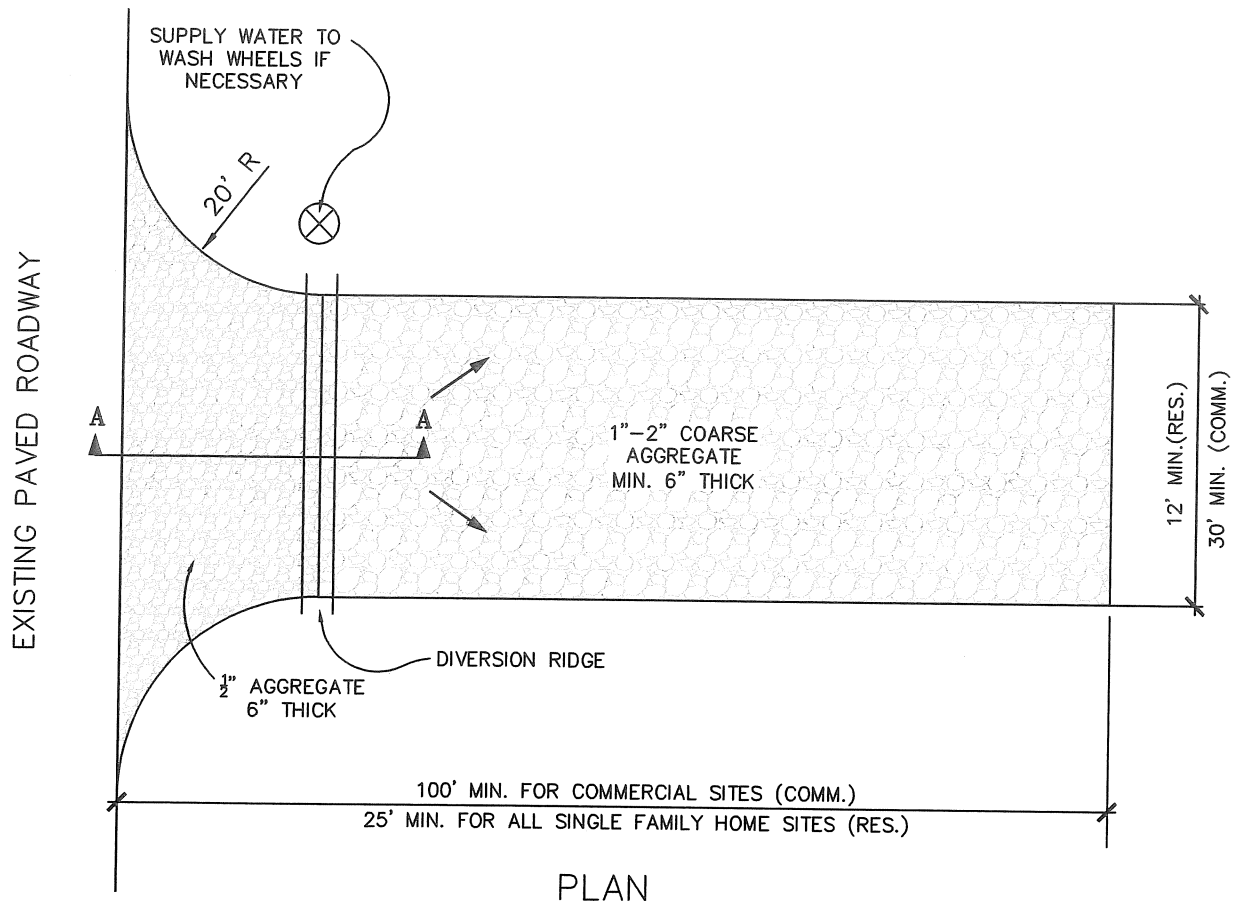 SUPPLY WATER TO
WASH WHEELS IF
NECESSARY
20' R
EXISTING PAVED ROADWAY
A
A
1"-2" COARSE
AGGREGATE
MIN. 6" THICK
12' MIN.(RES.)
30' MIN. (COMM.)
DIVERSION RIDGE
½" AGGREGATE
6" THICK
100' MIN. FOR COMMERCIAL SITES (COMM.)
25' MIN. FOR ALL SINGLE FAMILY HOME SITES (RES.)
PLAN